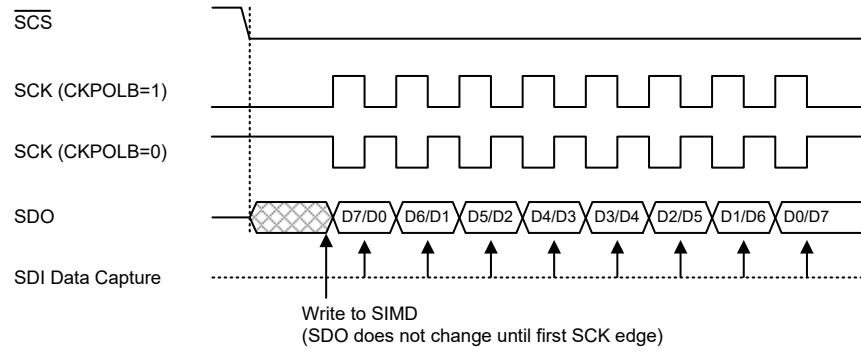 SCS
SCK (CKPOLB=1)
SCK (CKPOLB=0)
SDO
D7/D0 D6/D1 D5/D2 D4/D3 D3/D4 D2/D5 D1/D6 D0/D7
SDI Data Capture
Write to SIMD
(SDO does not change until first SCK edge)